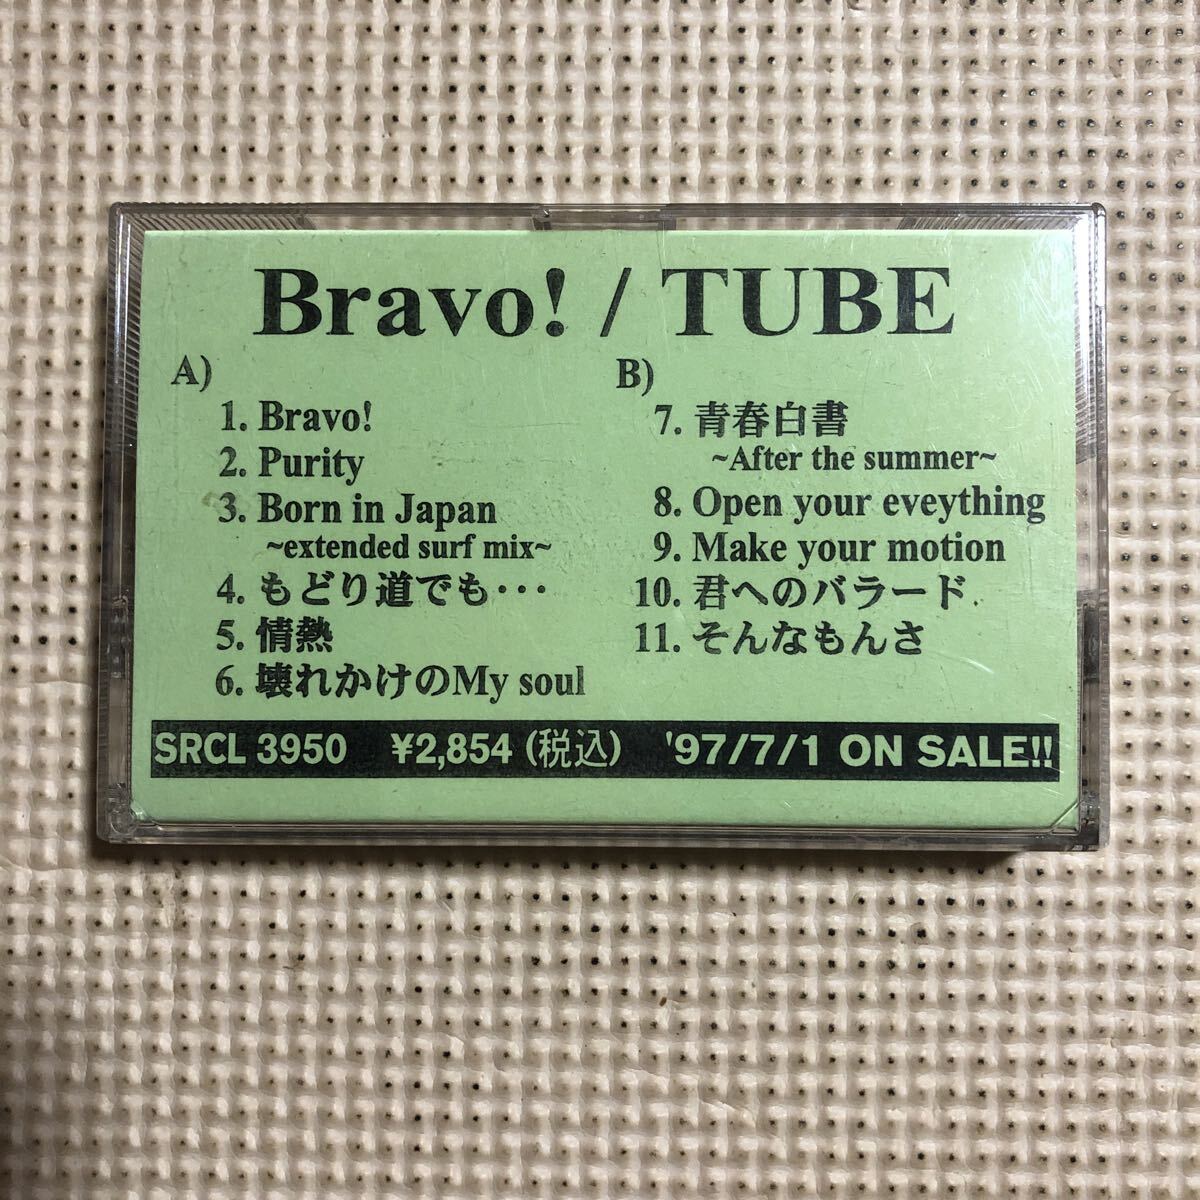 Bravo! / TUBE
A)
1. Bravo!
2. Purity
3. Born in Japan
~extended surf mix~
4. もどり道でも･･･
5. 情熱
6. 壊れかけのMy soul
B)
7. 青春白書
~After the summer~
8. Open your eveything
9. Make your motion
10. 君へのバラード
11. そんなもんさ
SRCL 3950 ¥2,854 (税込) '97/7/1 ON SALE!!